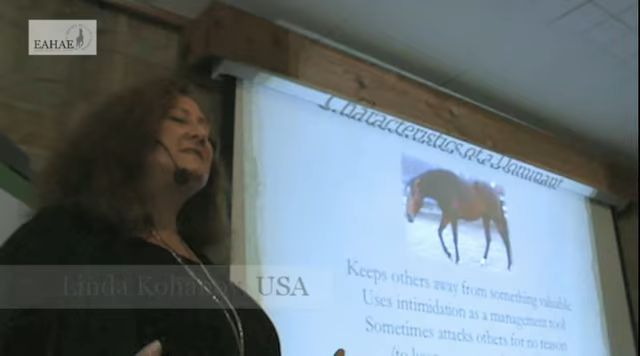 EAHAE
Characteristics of a Dominant
Keeps others away from something valuable
Uses intimidation as a management tool
Sometimes attacks others for no reason
Linda Kohanov, USA